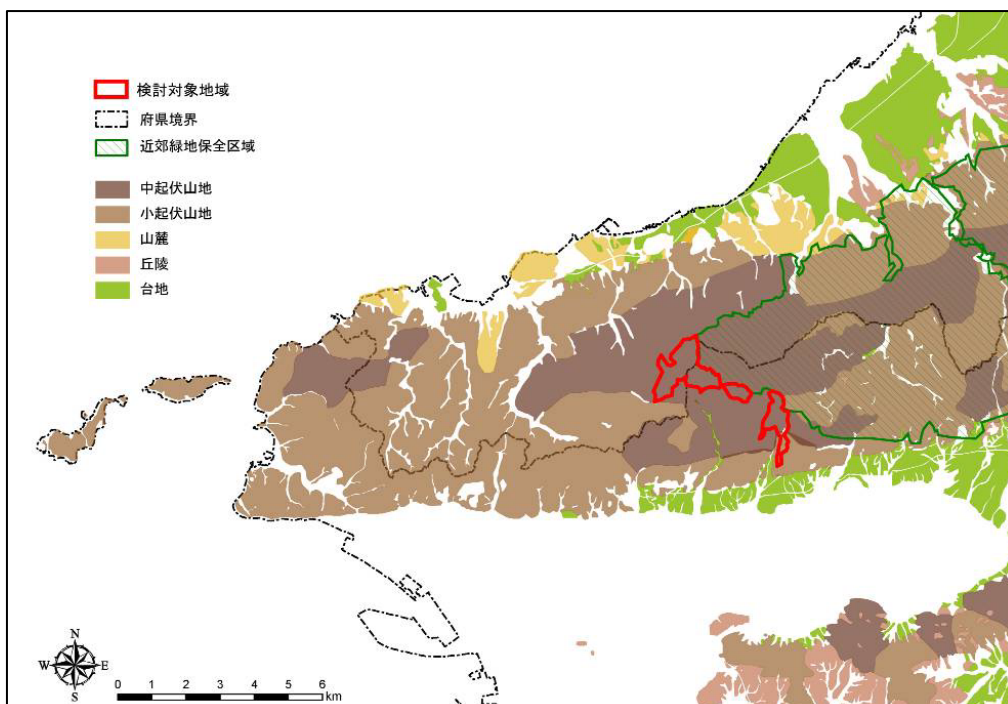 検討対象地域
府県境界
近郊緑地保全区域
中起伏山地
小起伏山地
山麓
丘陵
台地
N
W E
S
0 1 2 3 4 5 6
km